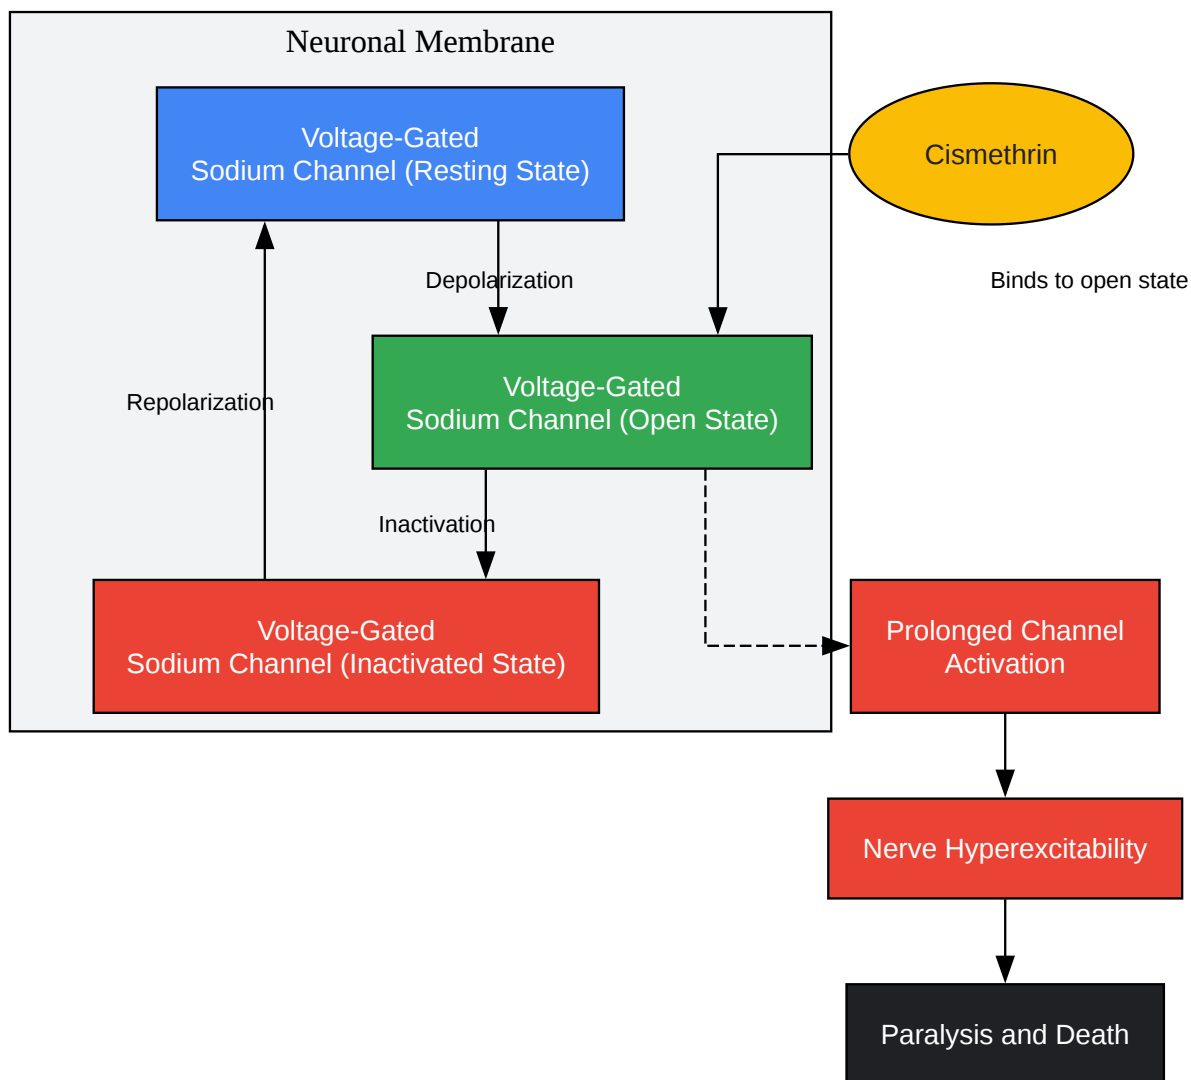 Neuronal Membrane
Voltage-Gated
Sodium Channel (Resting State)
Cismethrin
Depolarization
Binds to open state
Voltage-Gated
Sodium Channel (Open State)
Repolarization
Inactivation
Voltage-Gated
Sodium Channel (Inactivated State)
Prolonged Channel
Activation
Nerve Hyperexcitability
Paralysis and Death